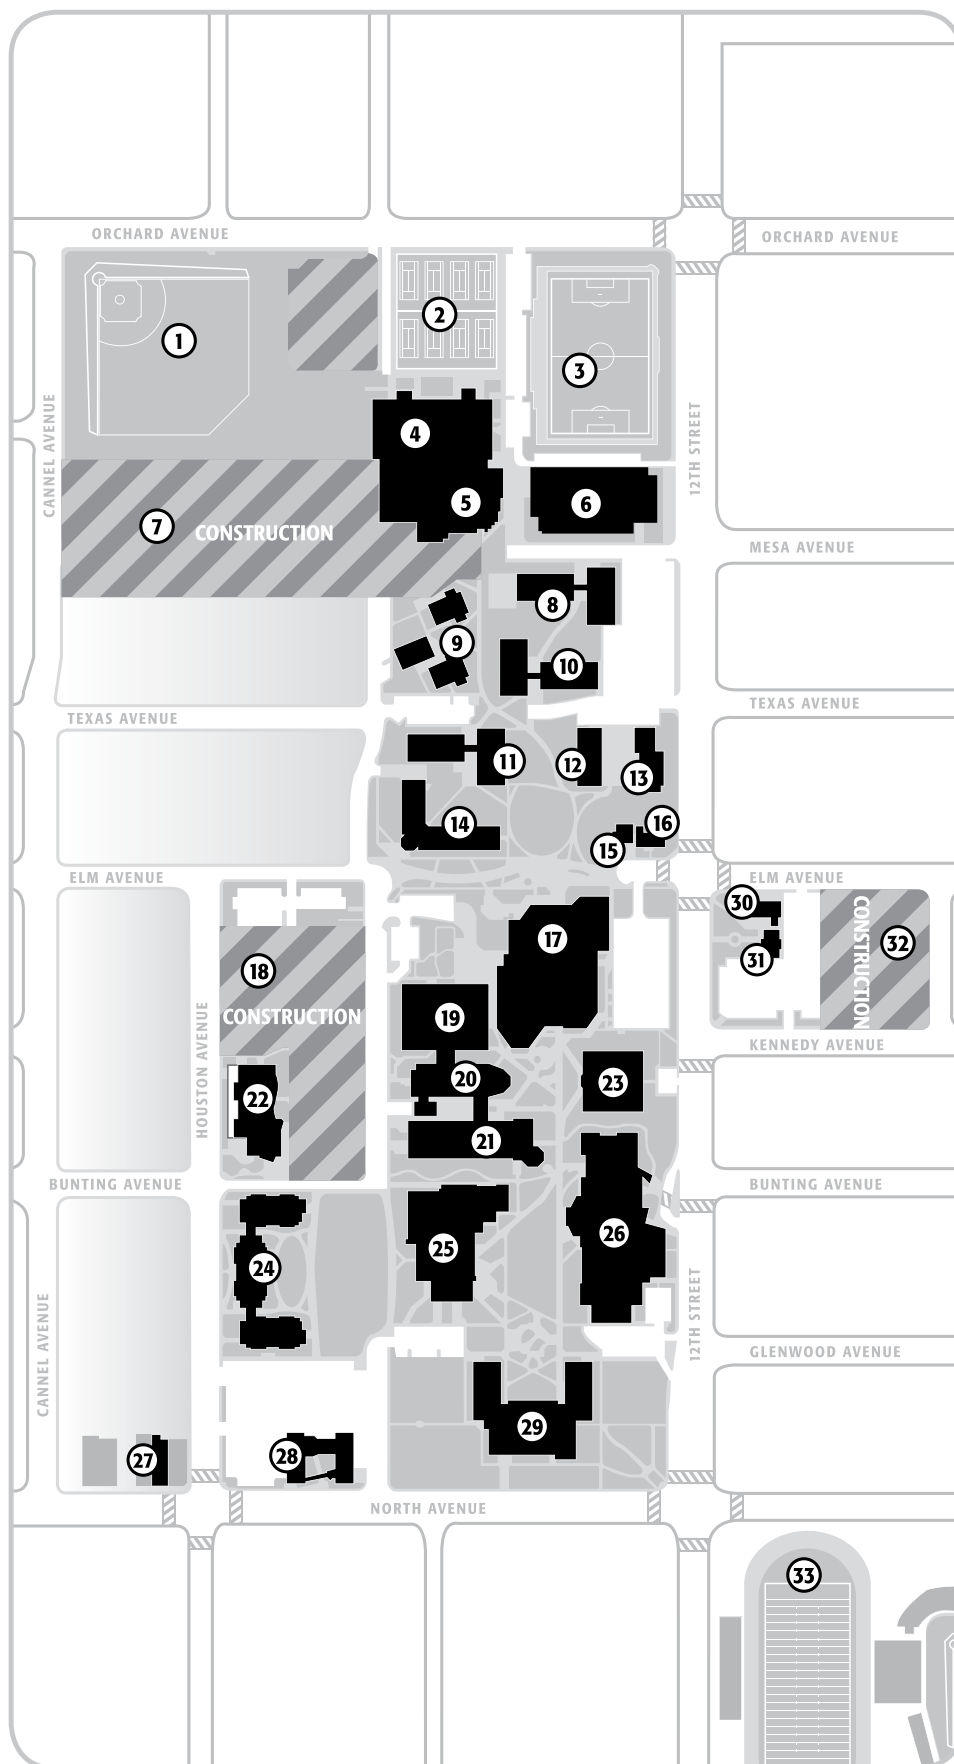 ORCHARD AVENUE
ORCHARD AVENUE
1
2
3
CANNEL AVENUE
12TH STREET
4
5
6
7
CONSTRUCTION
MESA AVENUE
8
9
10
TEXAS AVENUE
TEXAS AVENUE
11
12
13
14
15
16
ELM AVENUE
ELM AVENUE
17
30
31
32
CONSTRUCTION
18
CONSTRUCTION
19
HOUSTON AVENUE
KENNEDY AVENUE
20
21
22
23
BUNTING AVENUE
BUNTING AVENUE
24
25
26
CANNEL AVENUE
12TH STREET
GLENWOOD AVENUE
27
28
29
NORTH AVENUE
33